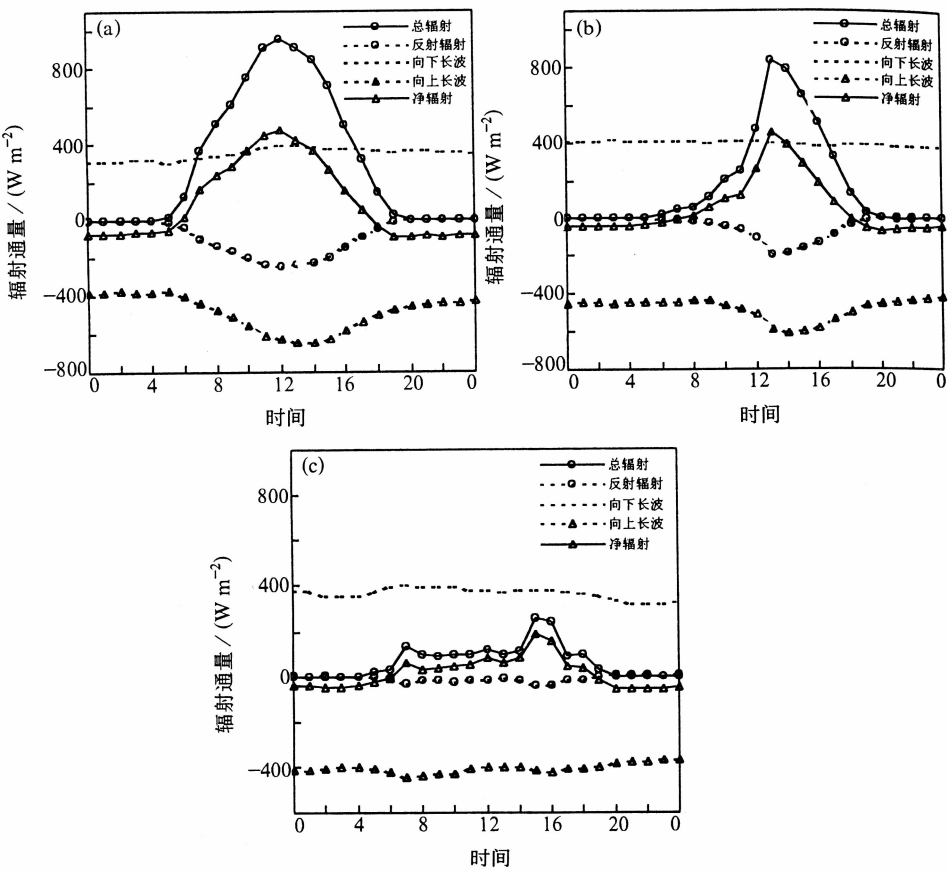 (a)
总辐射
反射辐射
向下长波
向上长波
净辐射
800
400
0
−400
−800
辐射通量/(W m⁻²)
0 4 8 12 16 20 0
时间
(b)
总辐射
反射辐射
向下长波
向上长波
净辐射
800
400
0
−400
−800
辐射通量/(W m⁻²)
0 4 8 12 16 20 0
时间
(c)
总辐射
反射辐射
向下长波
向上长波
净辐射
800
400
0
−400
辐射通量/(W m⁻²)
0 4 8 12 16 20 0
时间